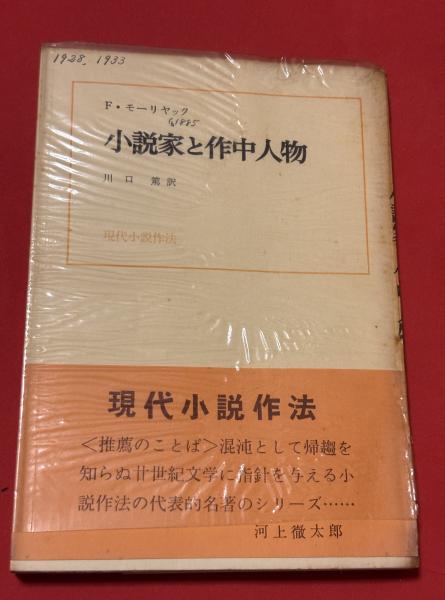 1928, 1933
F・モーリヤック
小説家と作中人物
川口 篤訳
現代小説作法
現代小説作法
＜推薦のことば＞混沌として帰趨を
知らぬ廿世紀文学に指針を与える小
説作法の代表的名著のシリーズ……
河上徹太郎